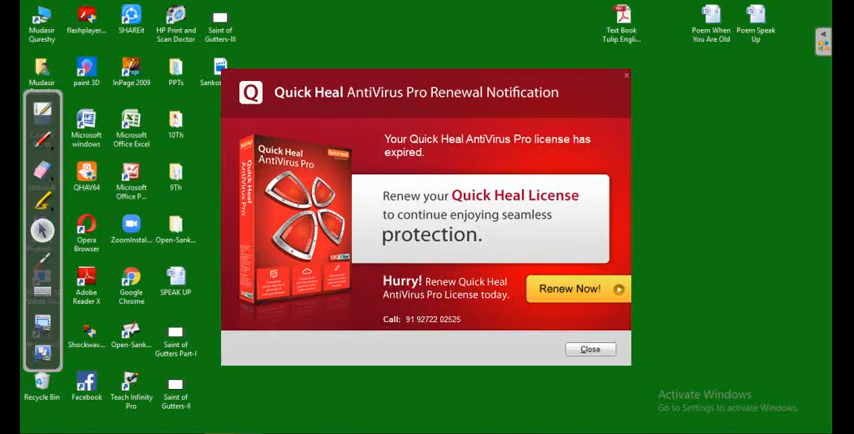 Mudasir
Qureshy
flashplayer...
SHAREit
HP Print and
Scan Doctor
Saint of
Gutters-III
Text Book
Tulip Engli...
Poem When
You Are Old
Poem Speak
Up
Mudasir
paint 3D
InPage 2009
PPTs
Sankor
Q
Quick Heal AntiVirus Pro Renewal Notification
Your Quick Heal AntiVirus Pro license has
expired.
Quick Heal
AntiVirus Pro
Renew your Quick Heal License
to continue enjoying seamless
protection.
Hurry! Renew Quick Heal
AntiVirus Pro License today.
Renew Now!
Call: 91 92722 02525
Close
Microsoft
windows
Microsoft
Office Excel
10Th
QHAV64
Microsoft
Office P...
9Th
Opera
Browser
ZoomInstal...
Open-Sank...
Adobe
Reader X
Google
Chrome
SPEAK UP
Shockwav...
Open-Sank...
Saint of
Gutters Part-I
Recycle Bin
Facebook
Teach Infinity
Pro
Saint of
Gutters-II
Activate Windows
Go to Settings to activate Windows.